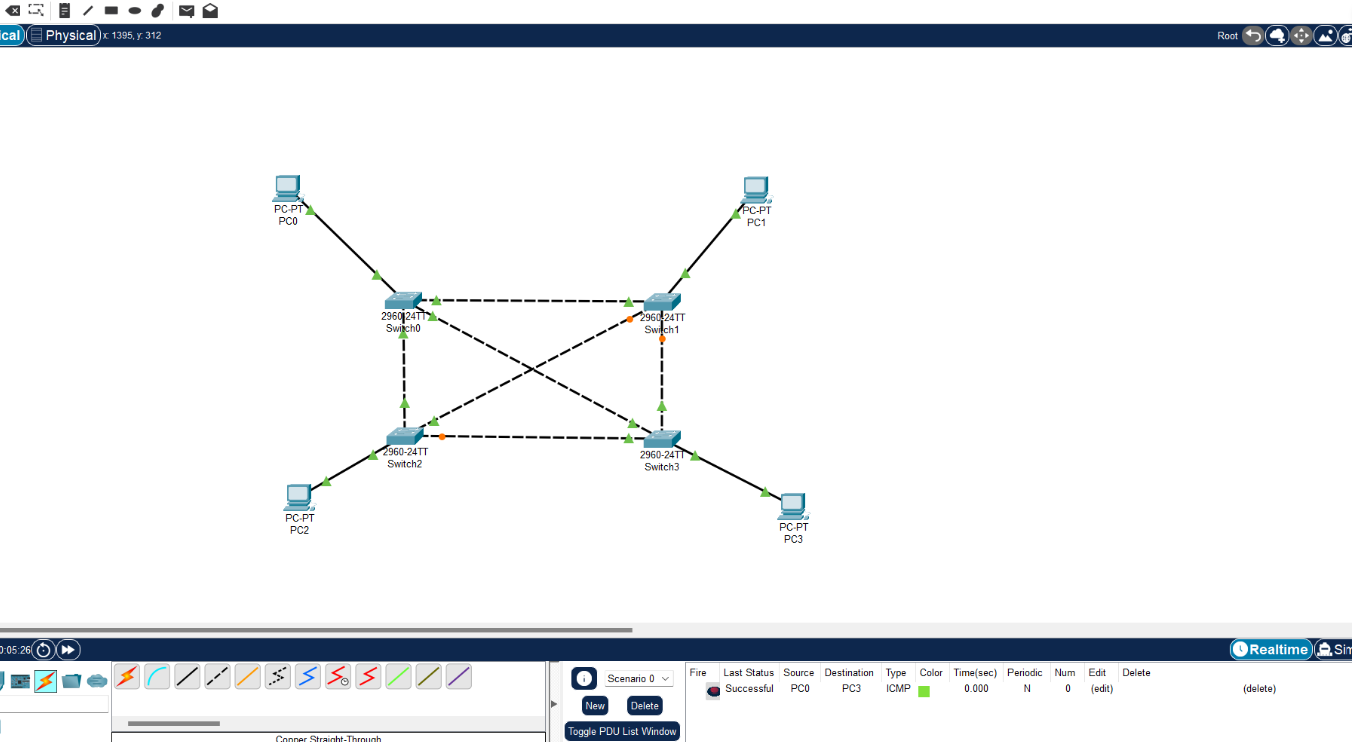 cal Physical x: 1395, y: 312 Root
PC-PT
PC0
PC-PT
PC1
2960-24TT
Switch0
2960-24TT
Switch1
2960-24TT
Switch2
2960-24TT
Switch3
PC-PT
PC2
PC-PT
PC3
0:05:26 Realtime Sim
Scenario 0
New Delete
Toggle PDU List Window
Fire Last Status Source Destination Type Color Time(sec) Periodic Num Edit Delete
Successful PC0 PC3 ICMP 0.000 N 0 (edit) (delete)
Copper Straight-Through